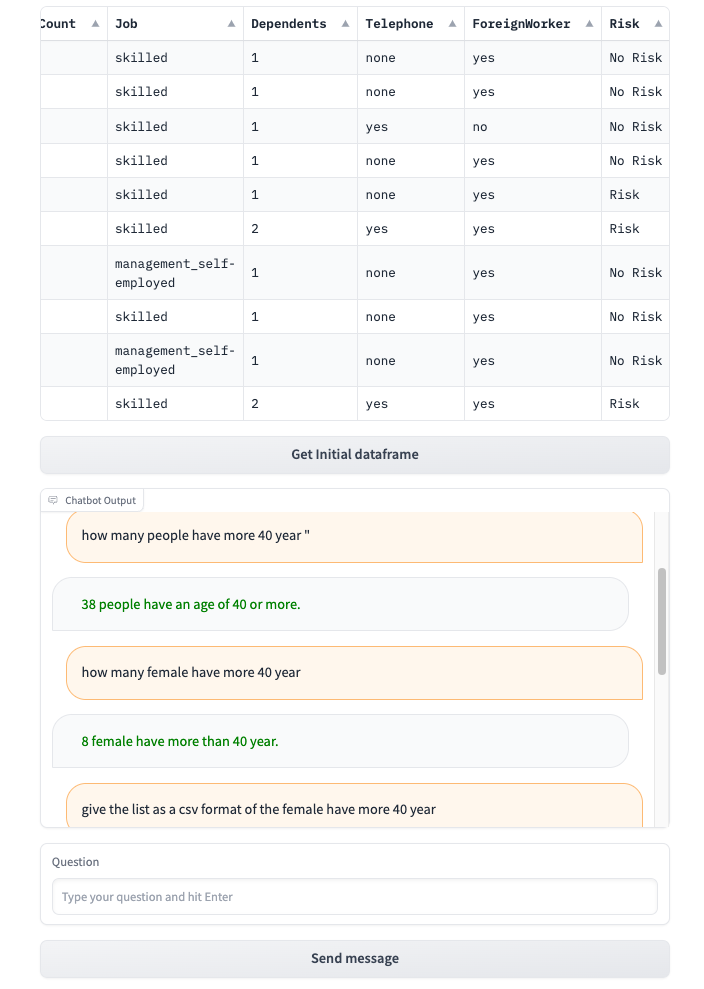 Count Job Dependents Telephone ForeignWorker Risk
skilled 1 none yes No Risk
skilled 1 none yes No Risk
skilled 1 yes no No Risk
skilled 1 none yes No Risk
skilled 1 none yes Risk
skilled 2 yes yes Risk
management_self-
employed 1 none yes No Risk
skilled 1 none yes No Risk
management_self-
employed 1 none yes No Risk
skilled 2 yes yes Risk
Get Initial dataframe
Chatbot Output
how many people have more 40 year "
38 people have an age of 40 or more.
how many female have more 40 year
8 female have more than 40 year.
give the list as a csv format of the female have more 40 year
Question
Type your question and hit Enter
Send message